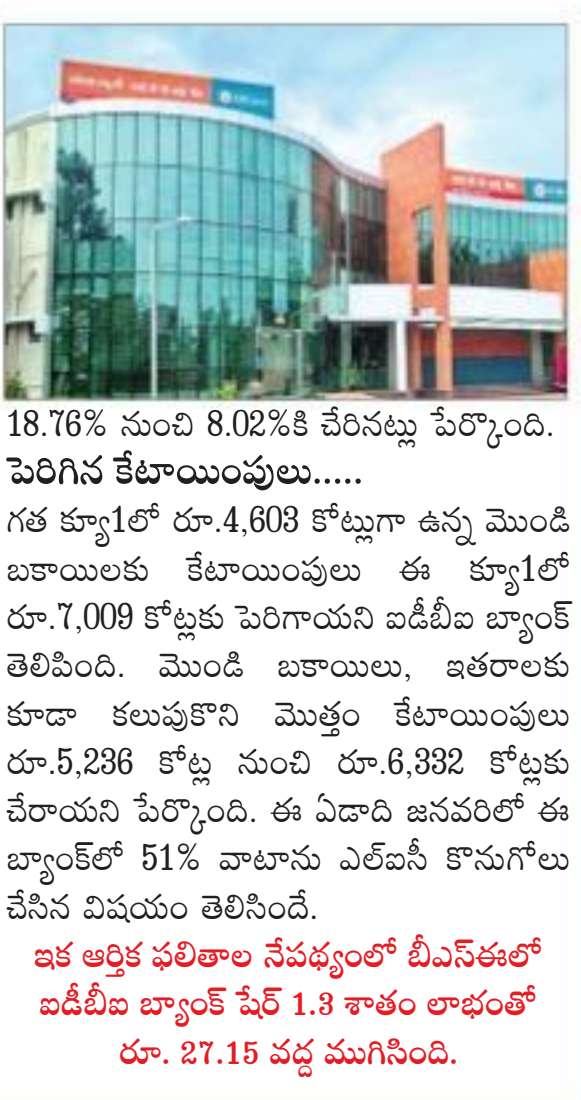 18.76% నుంచి 8.02%కి చేరినట్లు పేర్కొంది.
పెరిగిన కేటాయింపులు.....
గత క్యూ1లో రూ.4,603 కోట్లుగా ఉన్న మొండి
బకాయిలకు కేటాయింపులు ఈ క్యూ1లో
రూ.7,009 కోట్లకు పెరిగాయని ఐడీబీఐ బ్యాంక్
తెలిపింది. మొండి బకాయిలు, ఇతరాలకు
కూడా కలుపుకొని మొత్తం కేటాయింపులు
రూ.5,236 కోట్ల నుంచి రూ.6,332 కోట్లకు
చేరాయని పేర్కొంది. ఈ ఏడాది జనవరిలో ఈ
బ్యాంక్‌లో 51% వాటాను ఎల్ఐసీ కొనుగోలు
చేసిన విషయం తెలిసిందే.
ఇక ఆర్తిక ఫలితాల నేపథ్యంలో బీఎస్ఈలో
ఐడీబీఐ బ్యాంక్ షేర్ 1.3 శాతం లాభంతో
రూ. 27.15 వద్ద ముగిసింది.